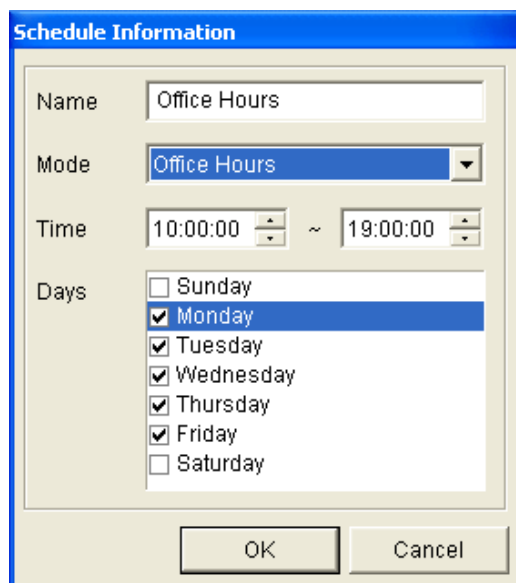 Schedule Information
Name Office Hours
Mode Office Hours
Time 10:00:00 ~ 19:00:00
Days Sunday
Monday
Tuesday
Wednesday
Thursday
Friday
Saturday
OK Cancel